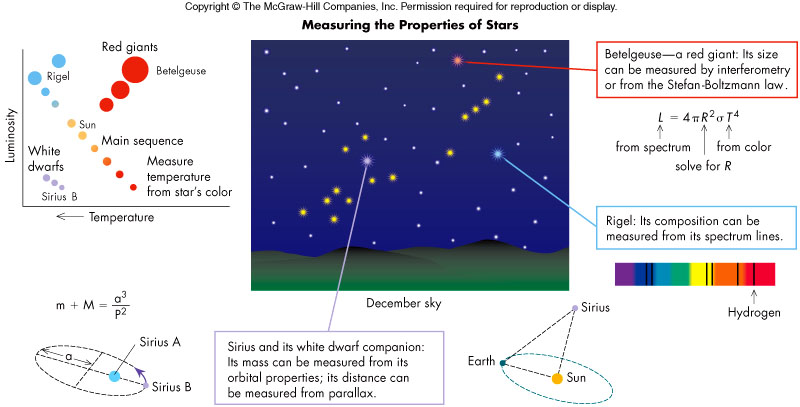 Copyright © The McGraw-Hill Companies, Inc. Permission required for reproduction or display.
Measuring the Properties of Stars
Red giants
Rigel
Betelgeuse
Luminosity
Sun
Main sequence
White
dwarfs
Measure
temperature
from star's color
Sirius B
← Temperature
December sky
Betelgeuse—a red giant: Its size
can be measured by interferometry
or from the Stefan-Boltzmann law.
L = 4πR²σT⁴
from spectrum
from color
solve for R
Rigel: Its composition can be
measured from its spectrum lines.
Hydrogen
m + M = a³/P²
a
Sirius A
Sirius B
Sirius and its white dwarf companion:
Its mass can be measured from its
orbital properties; its distance can
be measured from parallax.
Sirius
Earth
Sun